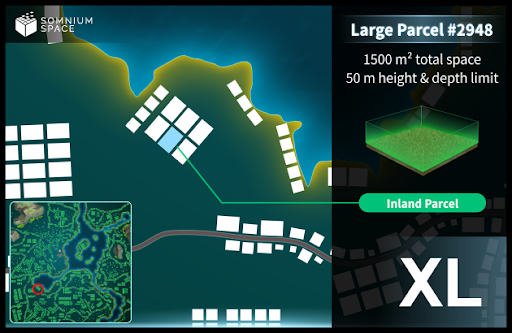 SOMNIUM
SPACE
Large Parcel #2948
1500 m² total space
50 m height & depth limit
Inland Parcel
XL